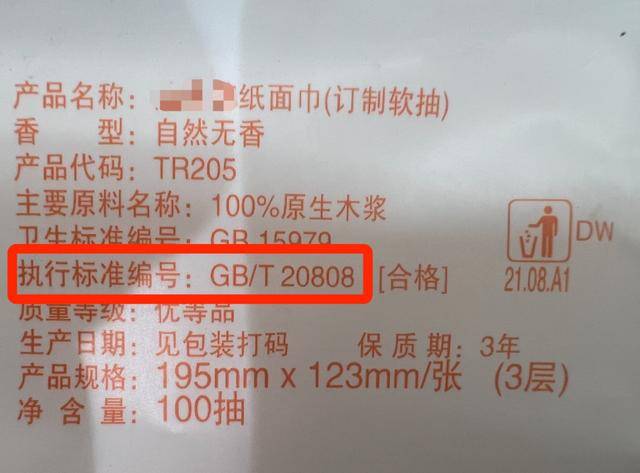 产品名称：纸面巾(订制软抽)
香 型：自然无香
产品代码：TR205
主要原料名称：100%原生木浆
卫生标准编号：GB 15979
执行标准编号：GB/T 20808 [合格]
质量等级：优等品
生产日期：见包装打码 保质期：3年
产品规格：195mm x 123mm/张 (3层)
净含量：100抽
DW
21.08.A1